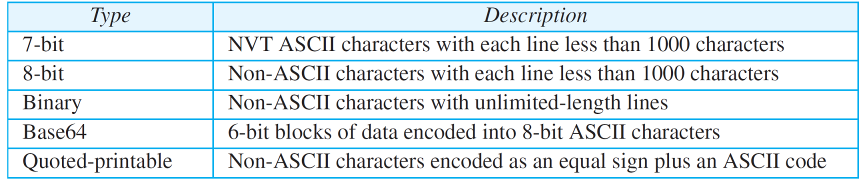 Type Description
7-bit NVT ASCII characters with each line less than 1000 characters
8-bit Non-ASCII characters with each line less than 1000 characters
Binary Non-ASCII characters with unlimited-length lines
Base64 6-bit blocks of data encoded into 8-bit ASCII characters
Quoted-printable Non-ASCII characters encoded as an equal sign plus an ASCII code